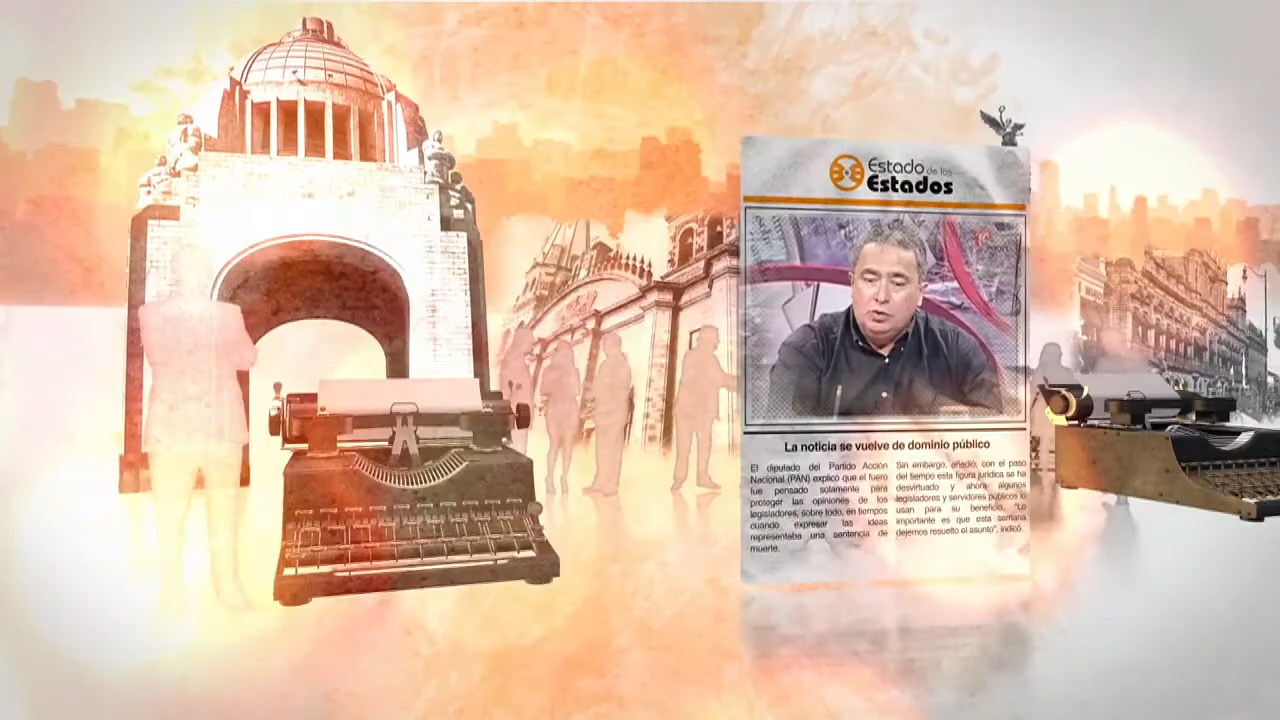 Estado de los
Estados
La noticia se vuelve de dominio público
El diputado del Partido Acción
Nacional (PAN) explicó que el fuero
fue pensado solamente para
proteger las opiniones de los
legisladores, sobre todo, en tiempos
cuando expresar las ideas
representaba una sentencia de
muerte.
Sin embargo, añadió, con el paso
del tiempo esta figura jurídica se ha
desvirtuado y ahora algunos
legisladores y servidores públicos lo
usan para su beneficio. "Lo
importante es que esta semana
dejemos resuelto el asunto", indicó.